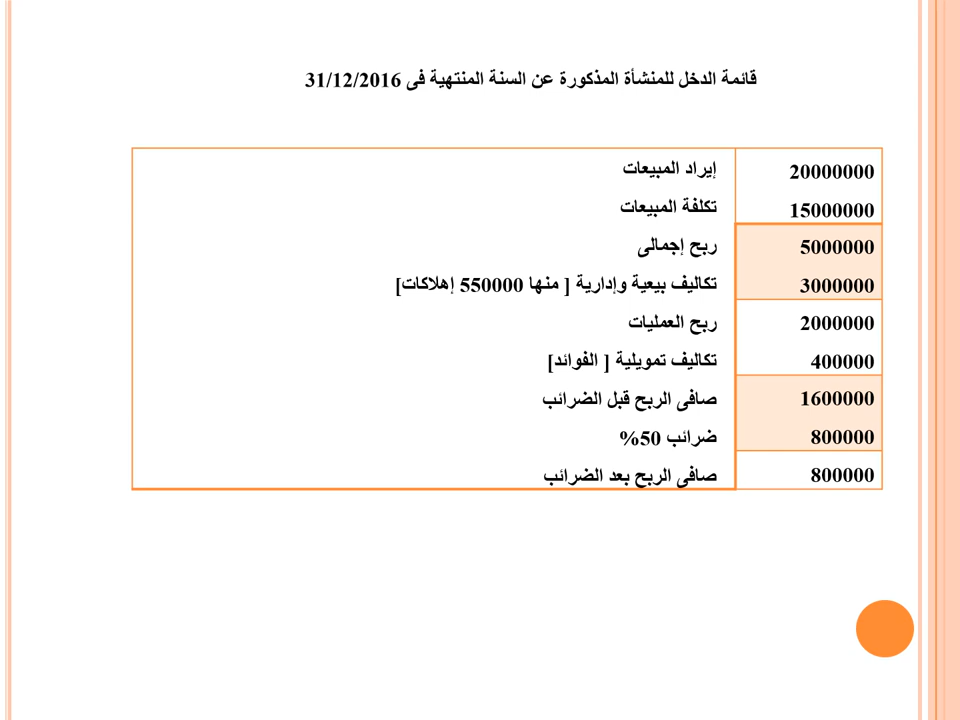 قائمة الدخل للمنشأة المذكورة عن السنة المنتهية فى 31/12/2016
20000000 إيراد المبيعات
15000000 تكلفة المبيعات
5000000 ربح إجمالى
3000000 تكاليف بيعية وإدارية [ منها 550000 إهلاكات]
2000000 ربح العمليات
400000 تكاليف تمويلية [ الفوائد]
1600000 صافى الربح قبل الضرائب
800000 ضرائب 50%
800000 صافى الربح بعد الضرائب